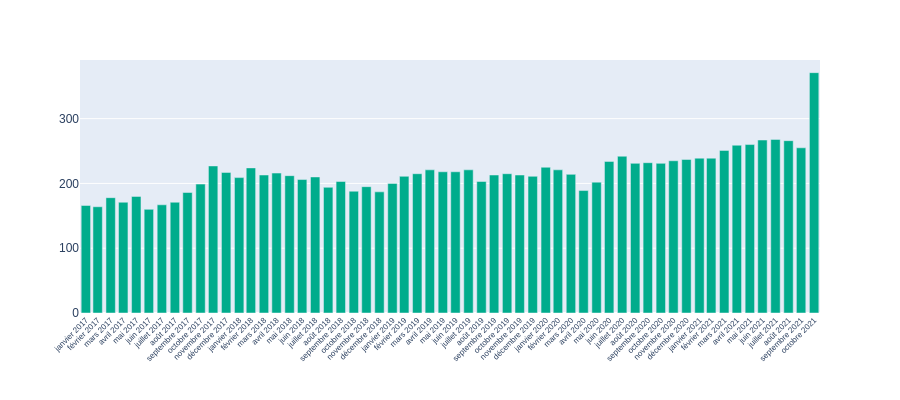 300
200
100
0
janvier 2017
février 2017
mars 2017
avril 2017
mai 2017
juin 2017
juillet 2017
août 2017
septembre 2017
octobre 2017
novembre 2017
décembre 2017
janvier 2018
février 2018
mars 2018
avril 2018
mai 2018
juin 2018
juillet 2018
août 2018
septembre 2018
octobre 2018
novembre 2018
décembre 2018
janvier 2019
février 2019
mars 2019
avril 2019
mai 2019
juin 2019
juillet 2019
août 2019
septembre 2019
octobre 2019
novembre 2019
décembre 2019
janvier 2020
février 2020
mars 2020
avril 2020
mai 2020
juin 2020
juillet 2020
août 2020
septembre 2020
octobre 2020
novembre 2020
décembre 2020
janvier 2021
février 2021
mars 2021
avril 2021
mai 2021
juin 2021
juillet 2021
août 2021
septembre 2021
octobre 2021